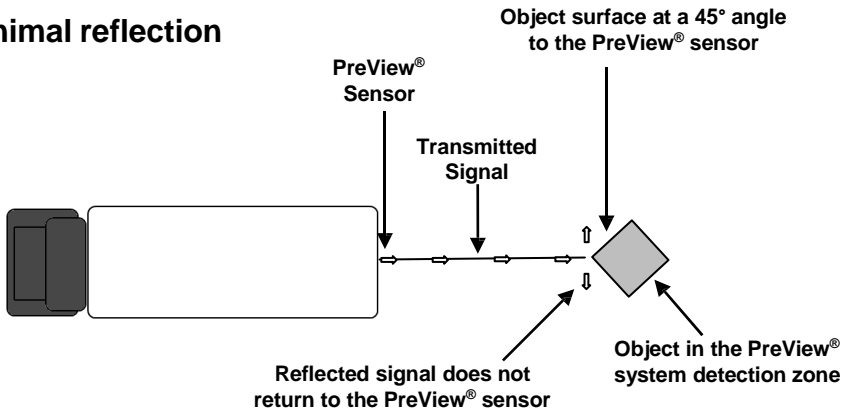 nimal reflection
Object surface at a 45° angle
to the PreView® sensor
PreView®
Sensor
Transmitted
Signal
Reflected signal does not
return to the PreView® sensor
Object in the PreView®
system detection zone